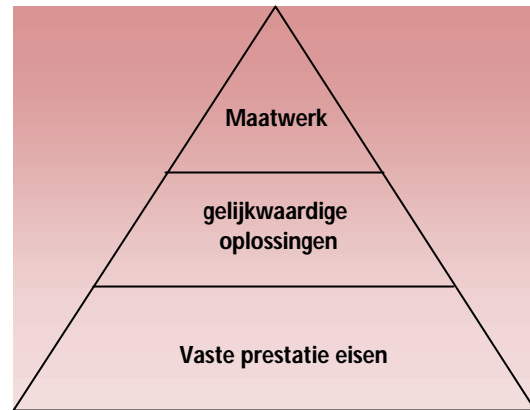 Maatwerk
gelijkwaardige
oplossingen
Vaste prestatie eisen